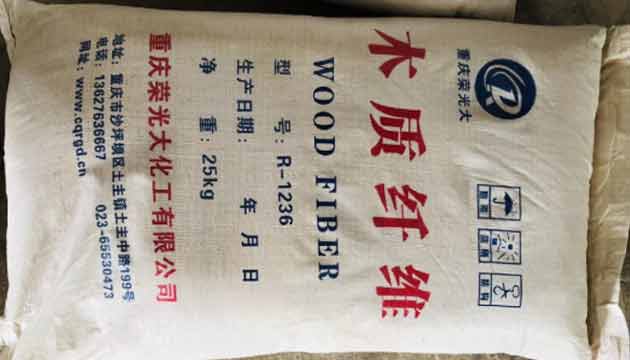 重庆荣光大
木质纤维
WOOD FIBER
型 号：R-1236
生产日期： 年 月 日
净 重：25kg
重庆荣光大化工有限公司
地址：重庆市沙坪坝区土主镇土主中路199号
电话：13627636667 023-65530473
网址：www.cqrgd.cn